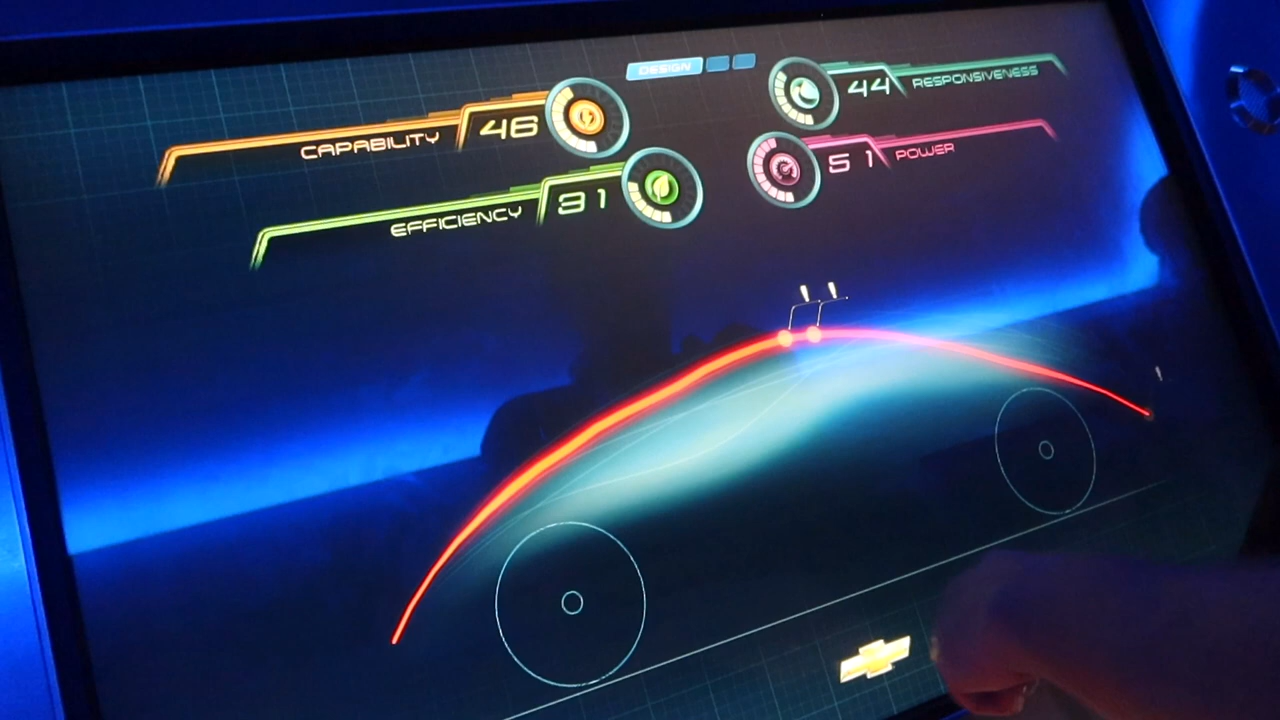 DESIGN
CAPABILITY 46
44 RESPONSIVENESS
EFFICIENCY 31
51 POWER